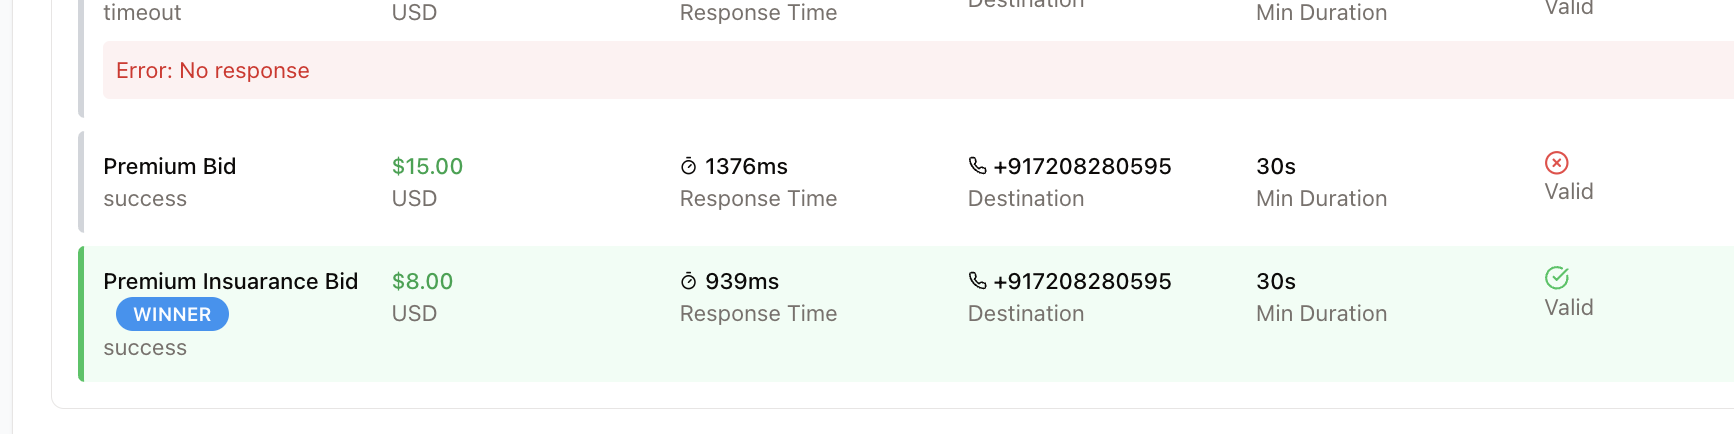 timeout USD Response Time Destination Min Duration Valid
Error: No response
Premium Bid $15.00 1376ms +917208280595 30s
success USD Response Time Destination Min Duration Valid
Premium Insuarance Bid $8.00 939ms +917208280595 30s
WINNER USD Response Time Destination Min Duration Valid
success